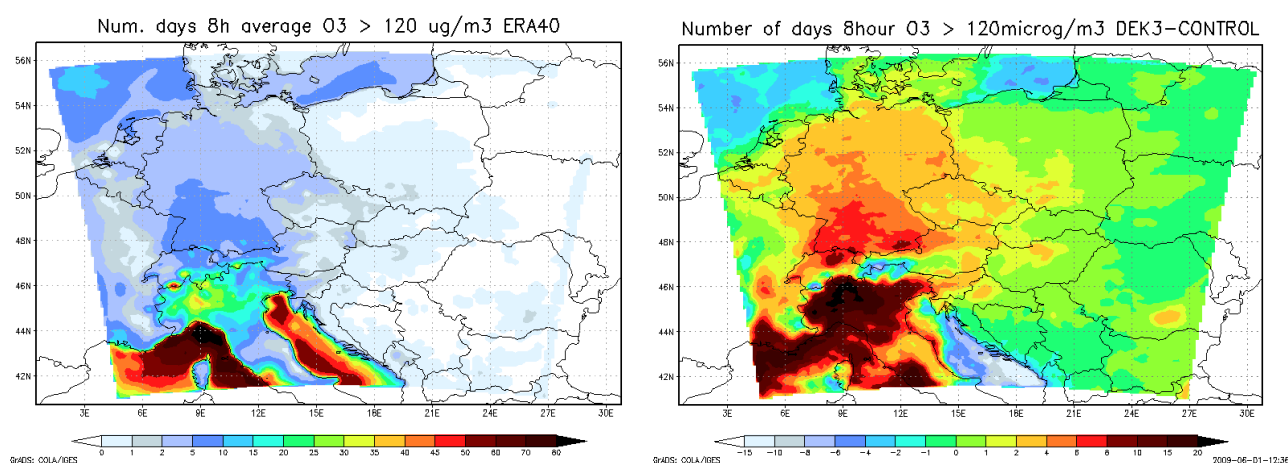 Num. days 8h average O3 > 120 ug/m3 ERA40
56N
54N
52N
50N
48N
46N
44N
42N
3E 6E 9E 12E 15E 18E 21E 24E 27E 30E
0 1 2 5 10 15 20 25 30 35 40 45 50 60 70 80
GrADS: COLA/IGES
Number of days 8hour O3 > 120microg/m3 DEK3-CONTROL
56N
54N
52N
50N
48N
46N
44N
42N
3E 6E 9E 12E 15E 18E 21E 24E 27E 30E
-15 -10 -8 -6 -4 -2 -1 0 1 2 4 6 8 10 15 20
GrADS: COLA/IGES
2009-06-01-12:36